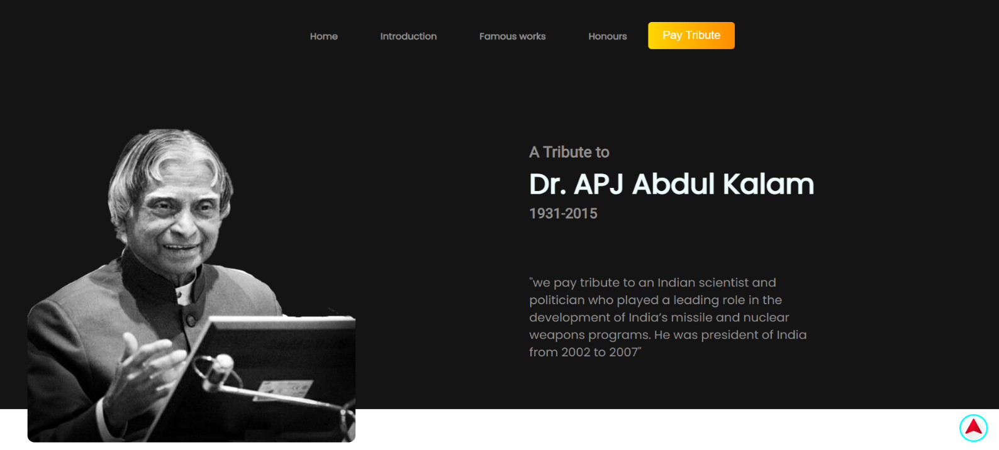 Home Introduction Famous works Honours Pay Tribute
A Tribute to
Dr. APJ Abdul Kalam
1931-2015
"we pay tribute to an Indian scientist and
politician who played a leading role in the
development of India’s missile and nuclear
weapons programs. He was president of India
from 2002 to 2007"